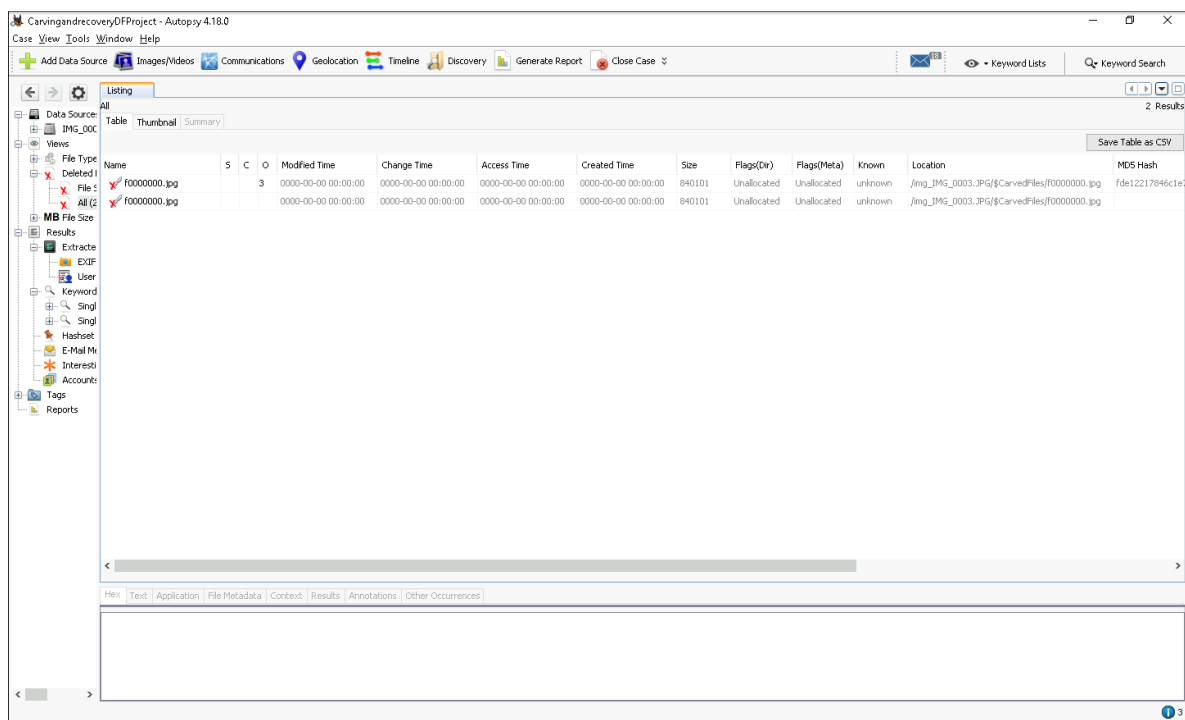 CarvingandrecoveryDFProject - Autopsy 4.18.0
Case View Tools Window Help
Add Data Source Images/Videos Communications Geolocation Timeline Discovery Generate Report Close Case 18 Keyword Lists Keyword Search
Listing
All
2 Results
Table Thumbnail Summary
Save Table as CSV
Name S C O Modified Time Change Time Access Time Created Time Size Flags(Dir) Flags(Meta) Known Location MD5 Hash
f0000000.jpg 3 0000-00-00 00:00:00 0000-00-00 00:00:00 0000-00-00 00:00:00 0000-00-00 00:00:00 840101 Unallocated Unallocated unknown /img_IMG_0003.JPG/$CarvedFiles/f0000000.jpg fde12217846c1e7
f0000000.jpg 0000-00-00 00:00:00 0000-00-00 00:00:00 0000-00-00 00:00:00 0000-00-00 00:00:00 840101 Unallocated Unallocated unknown /img_IMG_0003.JPG/$CarvedFiles/f0000000.jpg
Data Source
IMG_000
Views
File Type
Deleted
File S
All (2
MB File Size
Results
Extracte
EXIF
User
Keyword
Singl
Singl
Hashset
E-Mail Me
Interesti
Accounts
Tags
Reports
Hex Text Application File Metadata Context Results Annotations Other Occurrences
3